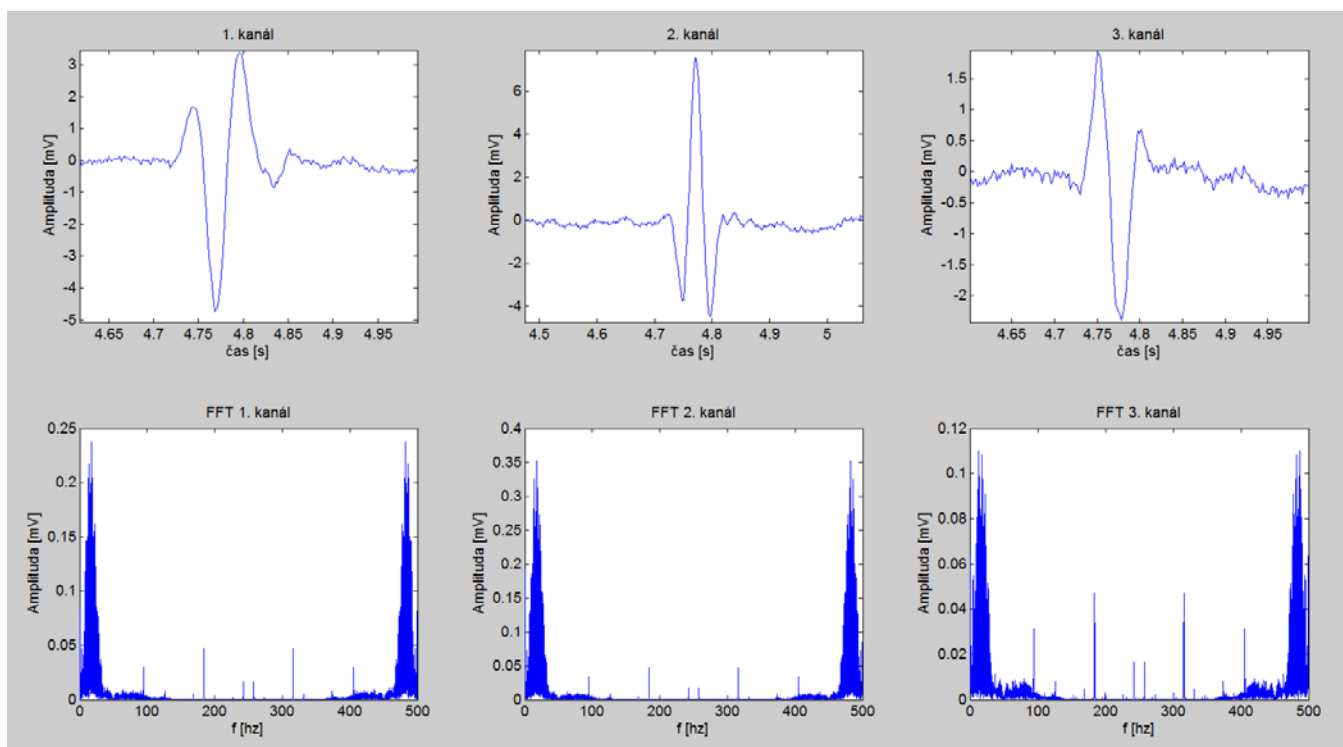 1. kanál
3
2
1
0
-1
-2
-3
-4
-5
Amplituda [mV]
4.65 4.7 4.75 4.8 4.85 4.9 4.95
čas [s]
2. kanál
6
4
2
0
-2
-4
Amplituda [mV]
4.5 4.6 4.7 4.8 4.9 5
čas [s]
3. kanál
1.5
1
0.5
0
-0.5
-1
-1.5
-2
Amplituda [mV]
4.65 4.7 4.75 4.8 4.85 4.9 4.95
čas [s]
FFT 1. kanál
0.25
0.2
0.15
0.1
0.05
0
Amplituda [mV]
0 100 200 300 400 500
f [hz]
FFT 2. kanál
0.4
0.35
0.3
0.25
0.2
0.15
0.1
0.05
0
Amplituda [mV]
0 100 200 300 400 500
f [hz]
FFT 3. kanál
0.12
0.1
0.08
0.06
0.04
0.02
0
Amplituda [mV]
0 100 200 300 400 500
f [hz]